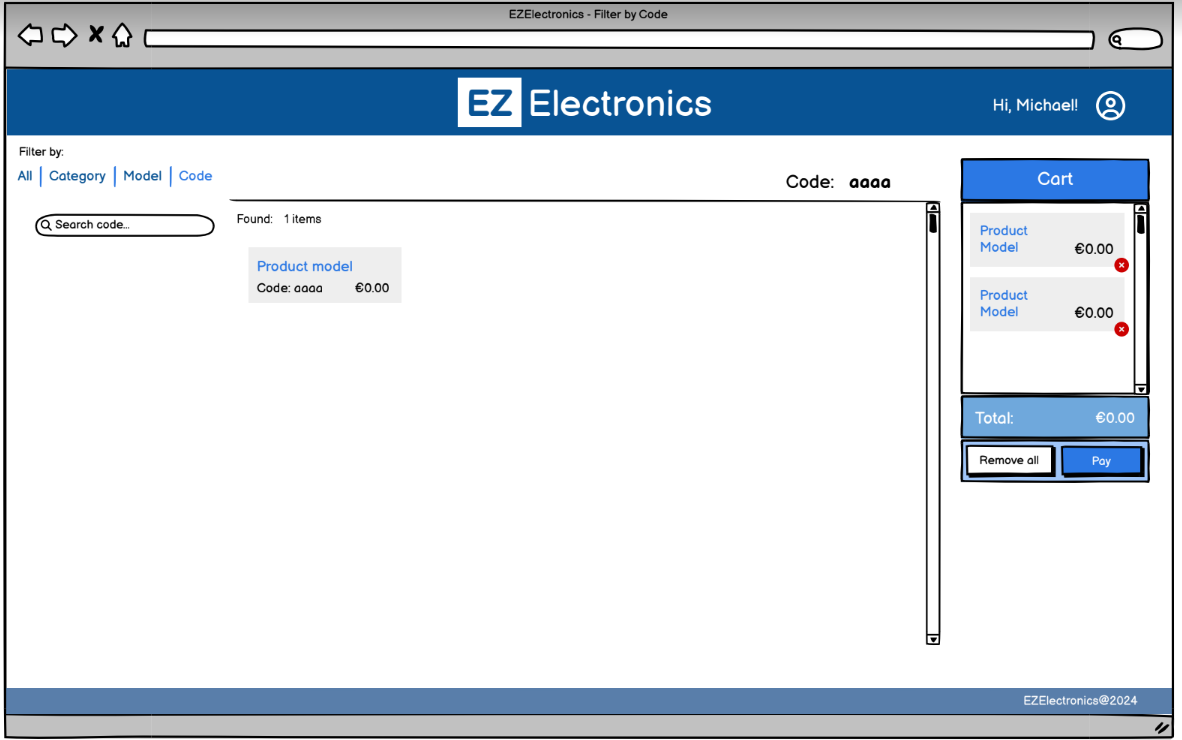 EZElectronics - Filter by Code
EZ Electronics
Hi, Michael!
Filter by:
All | Category | Model | Code
Search code...
Code: aaaa
Found: 1 items
Product model
Code: aaaa €0.00
Cart
Product
Model €0.00
Product
Model €0.00
Total: €0.00
Remove all Pay
EZElectronics@2024